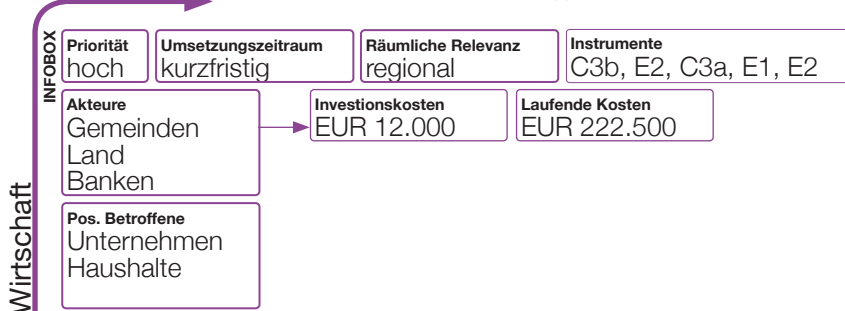 INFOBOX
Priorität
hoch
Umsetzungszeitraum
kurzfristig
Räumliche Relevanz
regional
Instrumente
C3b, E2, C3a, E1, E2
Akteure
Gemeinden
Land
Banken
Investionskosten
EUR 12.000
Laufende Kosten
EUR 222.500
Pos. Betroffene
Unternehmen
Haushalte
Wirtschaft